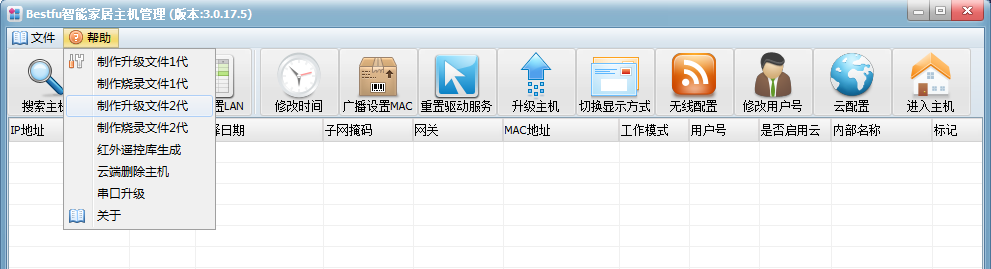 Bestfu智能家居主机管理 (版本:3.0.17.5)
文件 帮助
制作升级文件1代
制作烧录文件1代
制作升级文件2代
制作烧录文件2代
红外遥控库生成
云端删除主机
串口升级
关于
搜索主 置LAN 修改时间 广播设置MAC 重置驱动服务 升级主机 切换显示方式 无线配置 修改用户号 云配置 进入主机
IP地址 日期 子网掩码 网关 MAC地址 工作模式 用户号 是否启用云 内部名称 标记